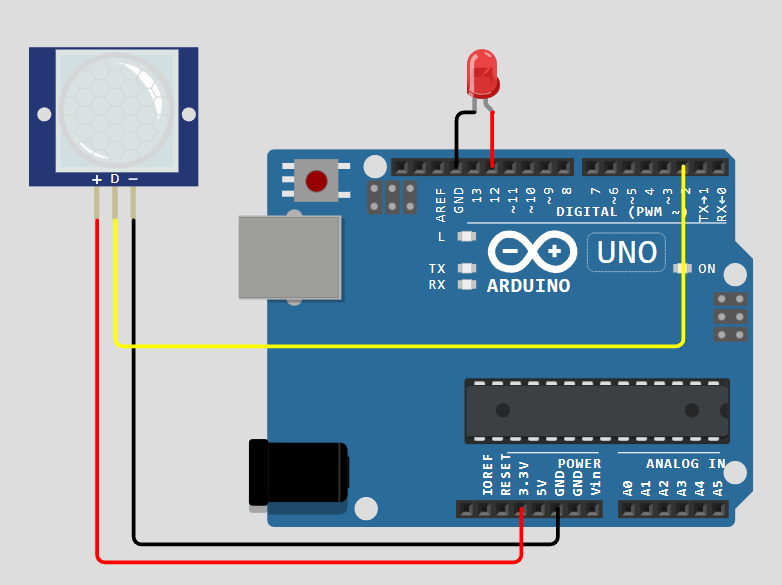 + D −
AREF
GND
13
12
~11
~10
~9
8
7
~6
~5
4
~3
2
TX→1
RX←0
DIGITAL (PWM ~)
L
TX
RX
UNO
ON
ARDUINO
POWER
ANALOG IN
IOREF
RESET
3.3V
5V
GND
GND
Vin
A0
A1
A2
A3
A4
A5